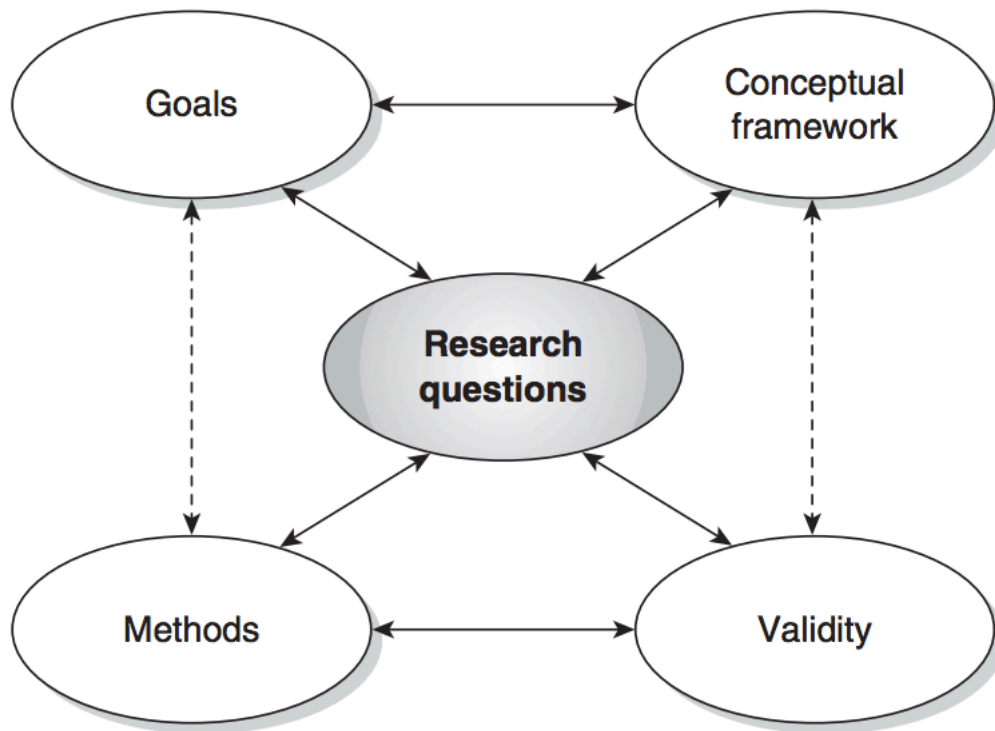 Goals
Conceptual
framework
Research
questions
Methods
Validity